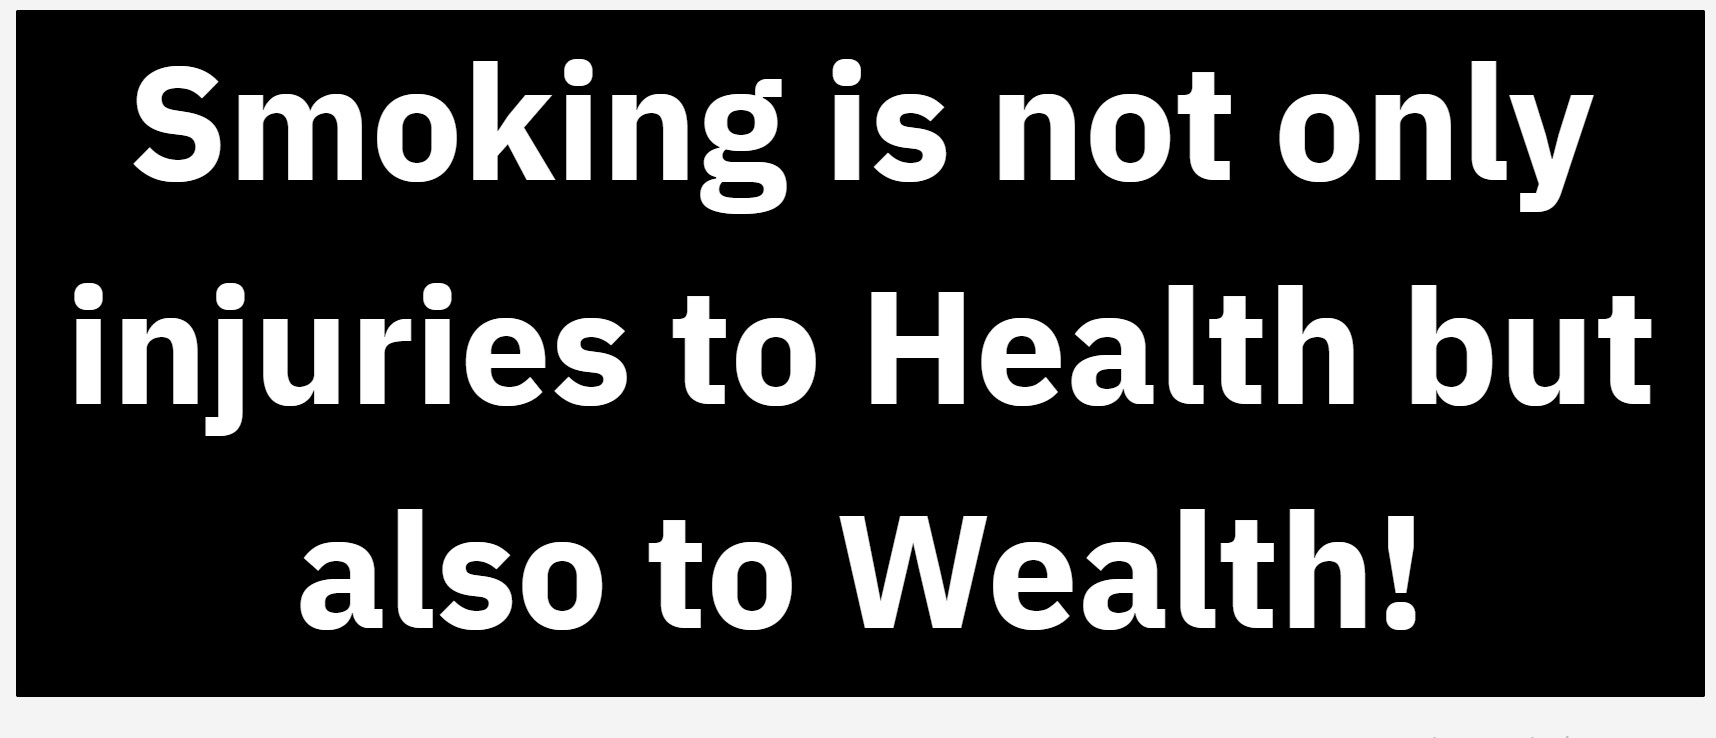 Smoking is not only
injuries to Health but
also to Wealth!